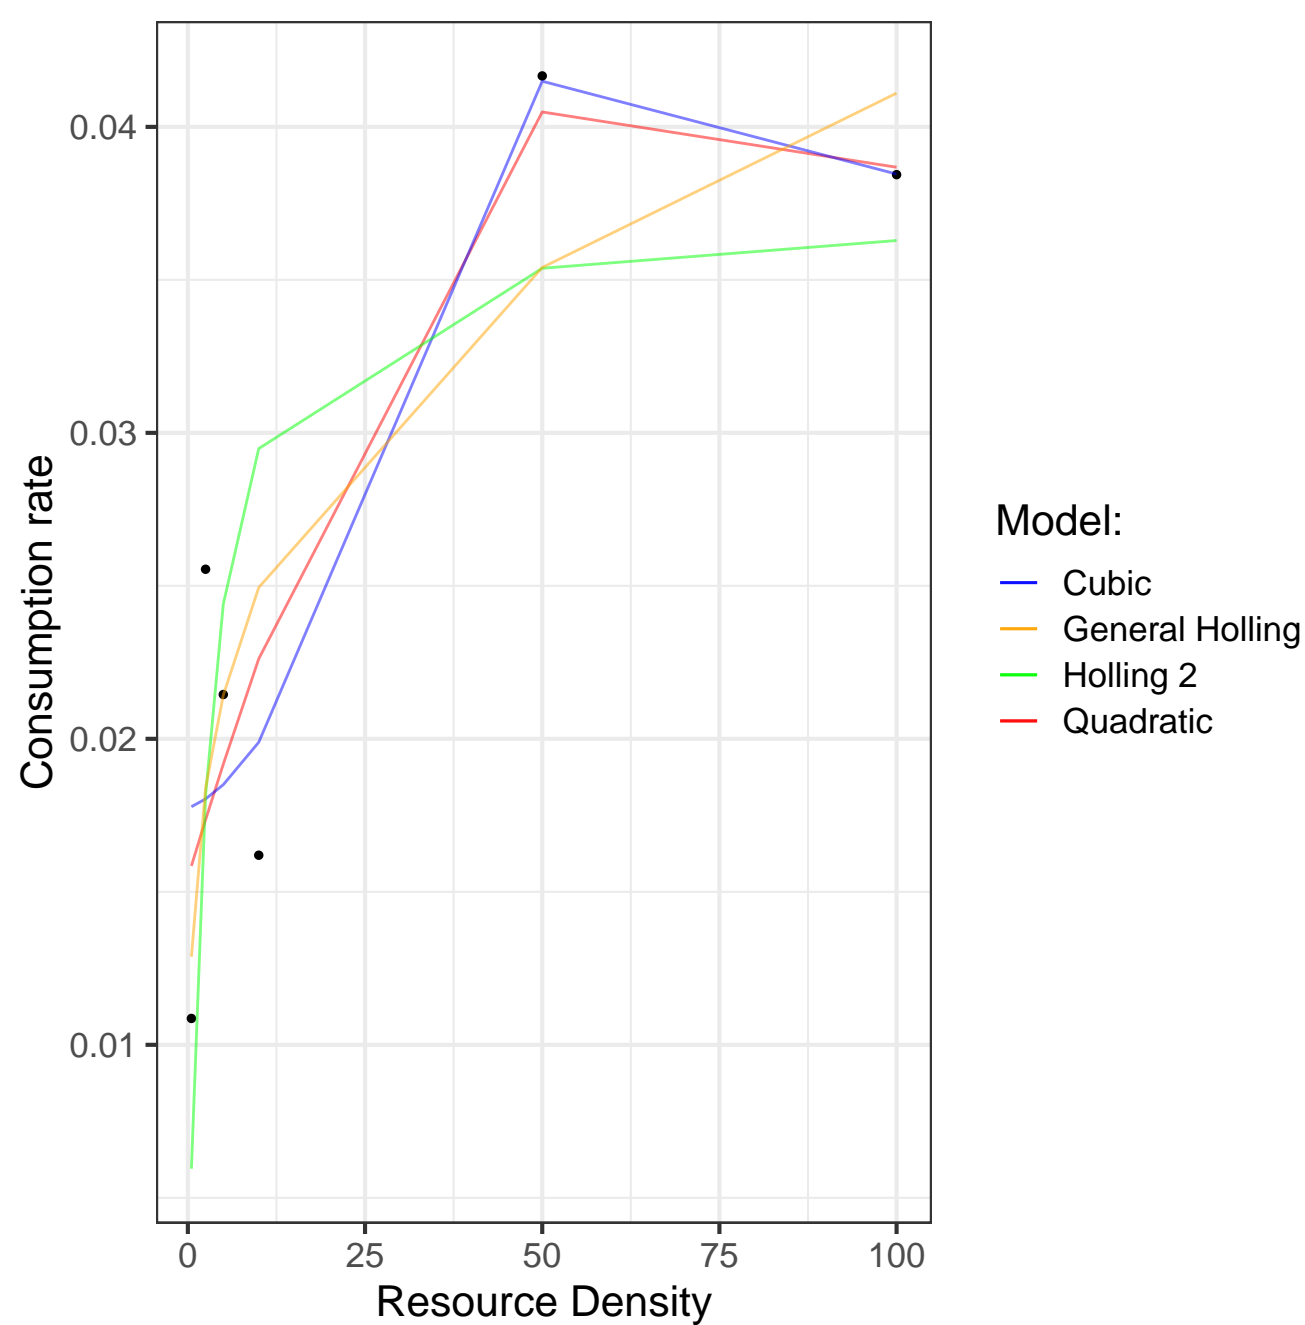 0.04
0.03
0.02
0.01
Consumption rate
0 25 50 75 100
Resource Density
Model:
Cubic
General Holling
Holling 2
Quadratic